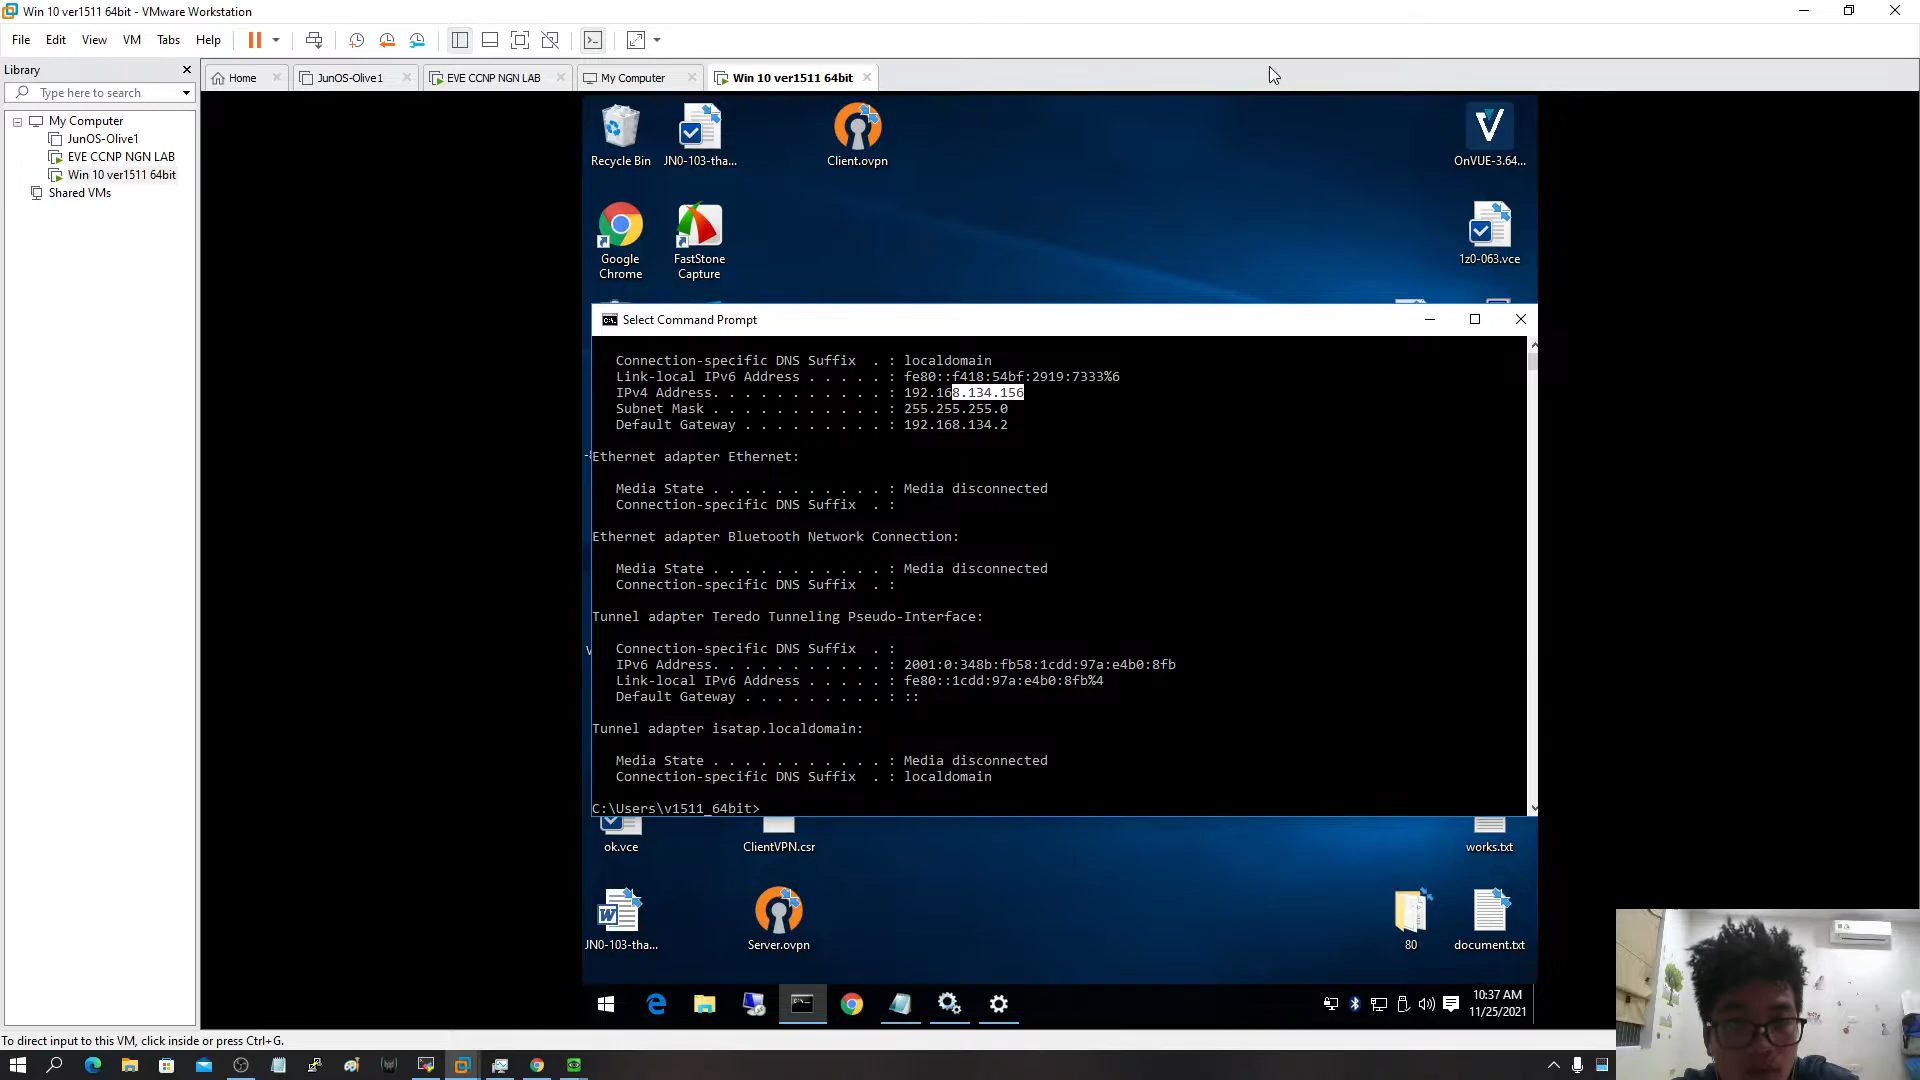 Win 10 ver1511 64bit - VMware Workstation
File Edit View VM Tabs Help
Library
Type here to search
My Computer
JunOS-Olive1
EVE CCNP NGN LAB
Win 10 ver1511 64bit
Shared VMs
Home
JunOS-Olive1
EVE CCNP NGN LAB
My Computer
Win 10 ver1511 64bit
Recycle Bin
JN0-103-tha...
Client.ovpn
OnVUE-3.64...
Google
Chrome
FastStone
Capture
1z0-063.vce
Select Command Prompt
Connection-specific DNS Suffix . : localdomain
Link-local IPv6 Address . . . . . : fe80::f418:54bf:2919:7333%6
IPv4 Address. . . . . . . . . . . : 192.168.134.156
Subnet Mask . . . . . . . . . . . : 255.255.255.0
Default Gateway . . . . . . . . . : 192.168.134.2
Ethernet adapter Ethernet:
Media State . . . . . . . . . . . : Media disconnected
Connection-specific DNS Suffix . :
Ethernet adapter Bluetooth Network Connection:
Media State . . . . . . . . . . . : Media disconnected
Connection-specific DNS Suffix . :
Tunnel adapter Teredo Tunneling Pseudo-Interface:
Connection-specific DNS Suffix . :
IPv6 Address. . . . . . . . . . . : 2001:0:348b:fb58:1cdd:97a:e4b0:8fb
Link-local IPv6 Address . . . . . : fe80::1cdd:97a:e4b0:8fb%4
Default Gateway . . . . . . . . . : ::
Tunnel adapter isatap.localdomain:
Media State . . . . . . . . . . . : Media disconnected
Connection-specific DNS Suffix . : localdomain
C:\Users\v1511_64bit>
ok.vce
ClientVPN.csr
works.txt
JN0-103-tha...
Server.ovpn
80
document.txt
10:37 AM
11/25/2021
To direct input to this VM, click inside or press Ctrl+G.